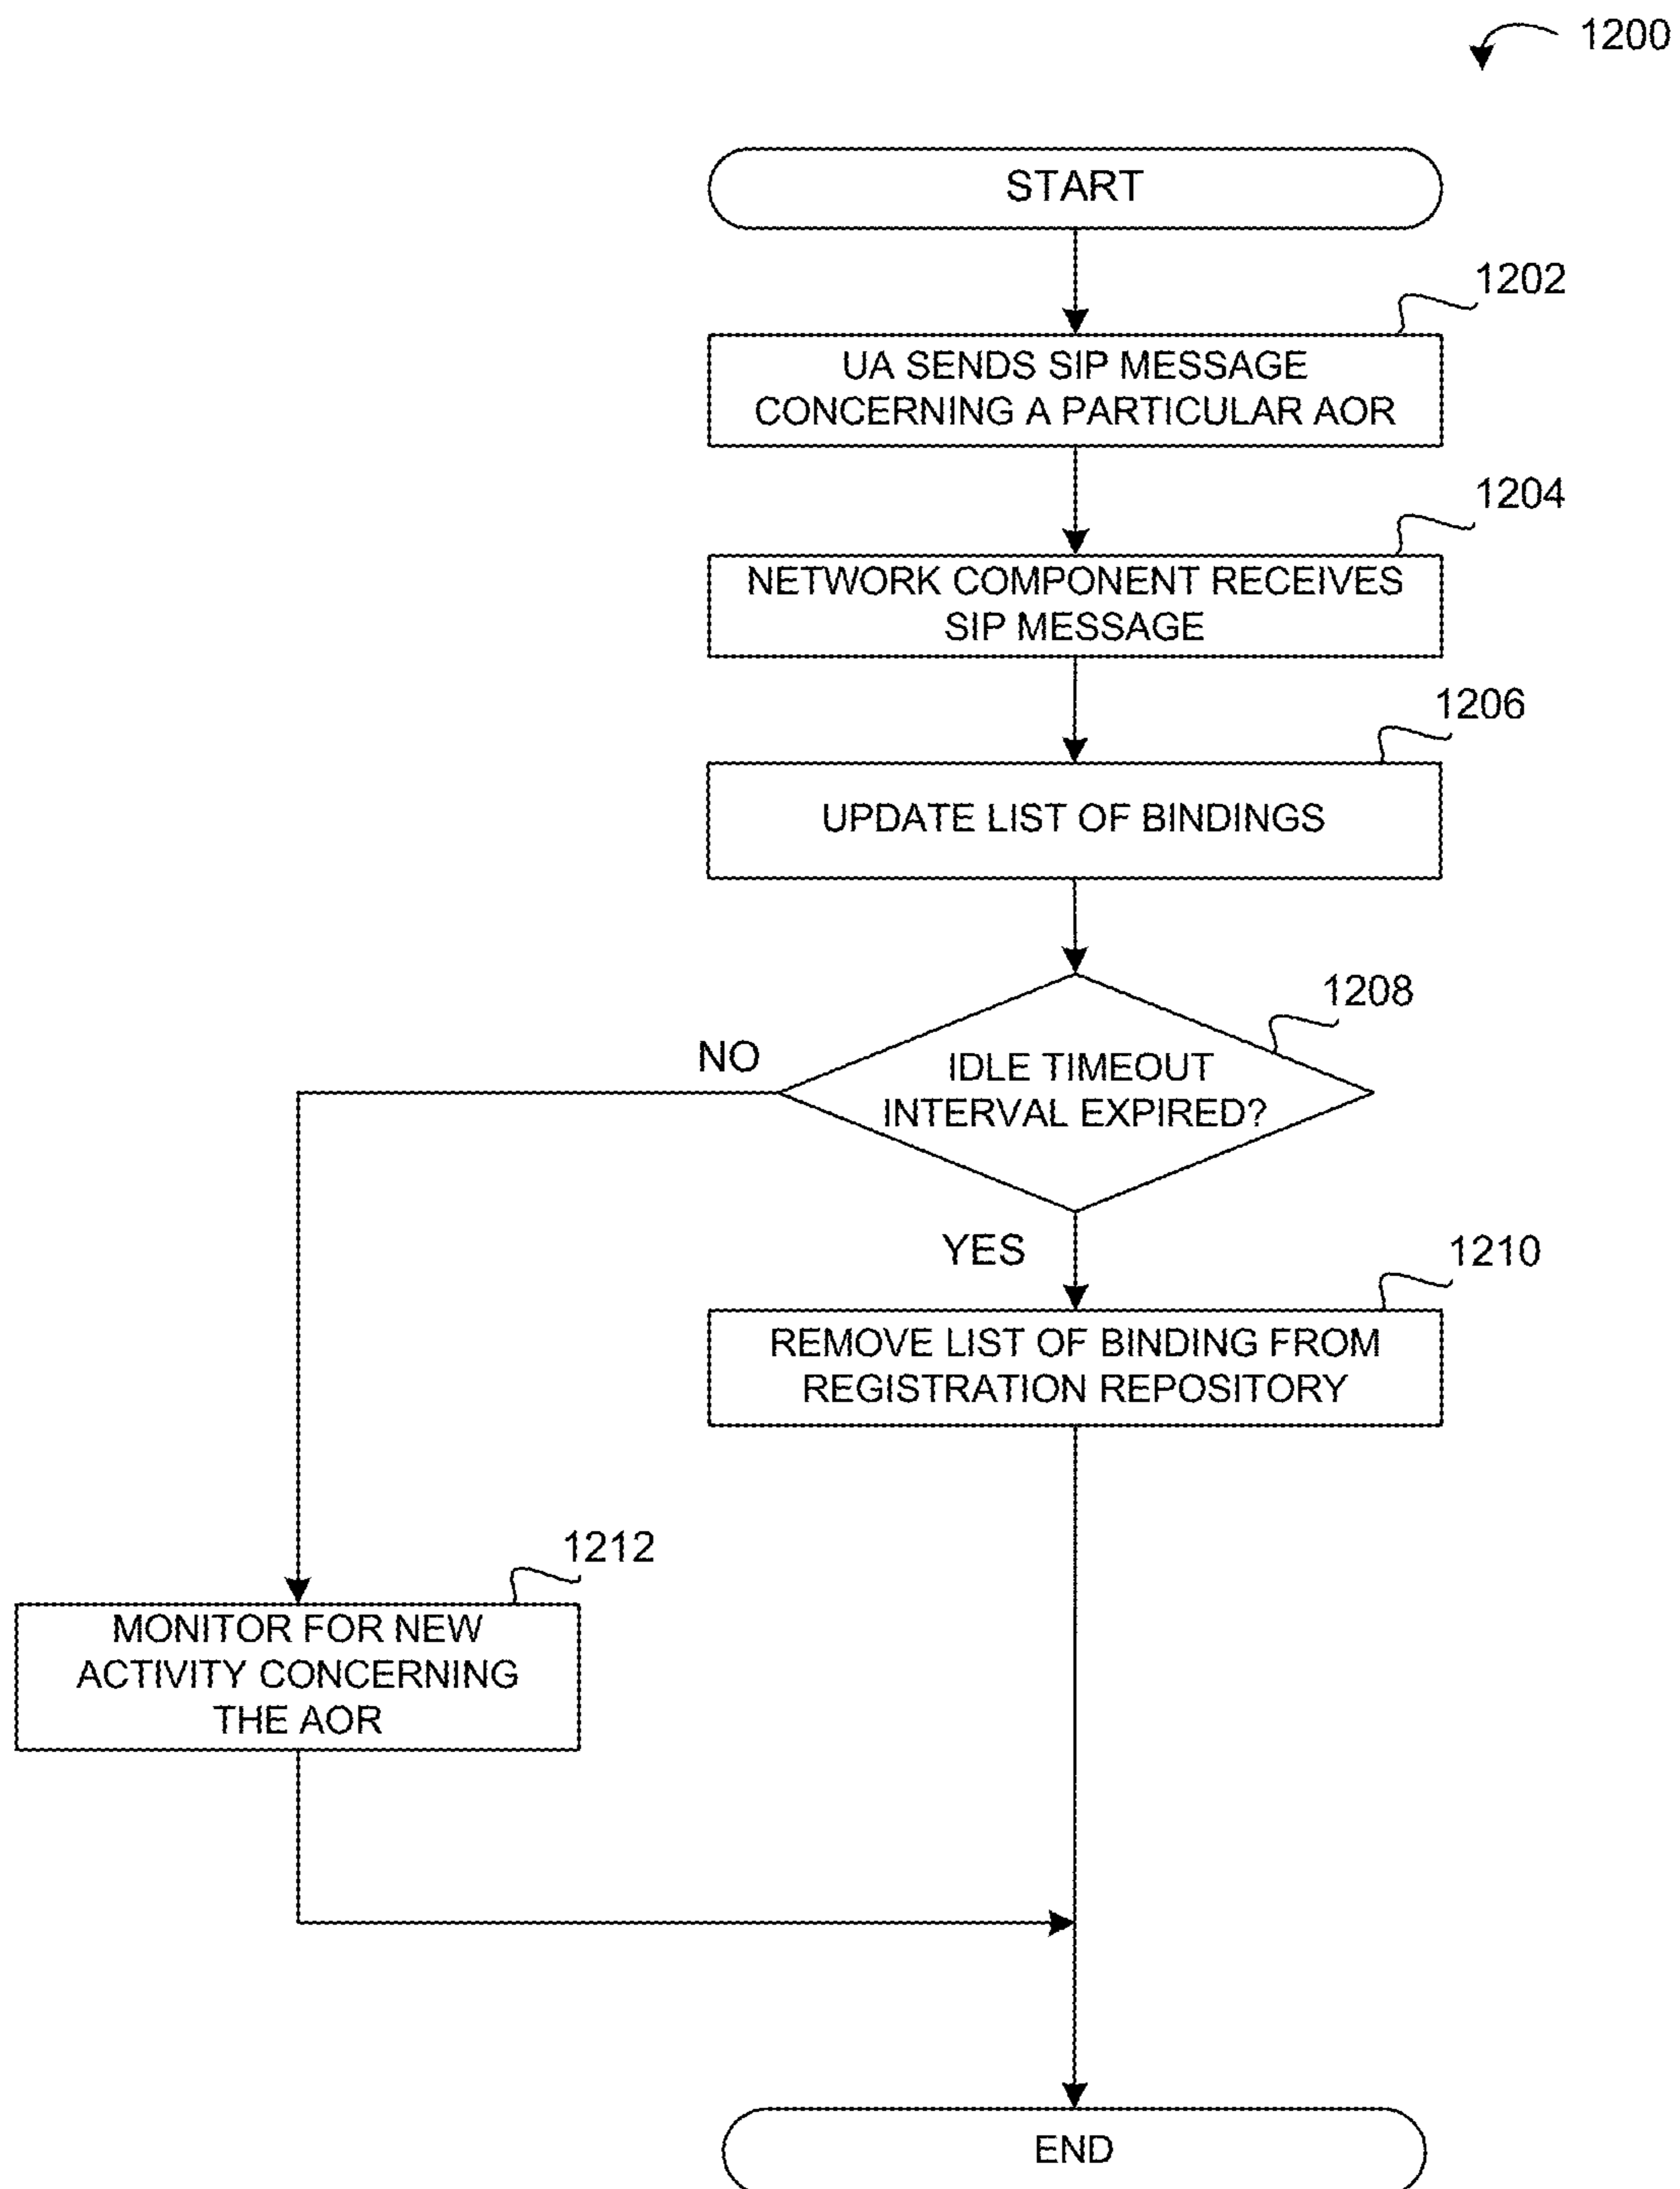 1200
START
1202
UA SENDS SIP MESSAGE
CONCERNING A PARTICULAR AOR
1204
NETWORK COMPONENT RECEIVES
SIP MESSAGE
1206
UPDATE LIST OF BINDINGS
1208
NO
IDLE TIMEOUT
INTERVAL EXPIRED?
YES
1210
REMOVE LIST OF BINDING FROM
REGISTRATION REPOSITORY
1212
MONITOR FOR NEW
ACTIVITY CONCERNING
THE AOR
END